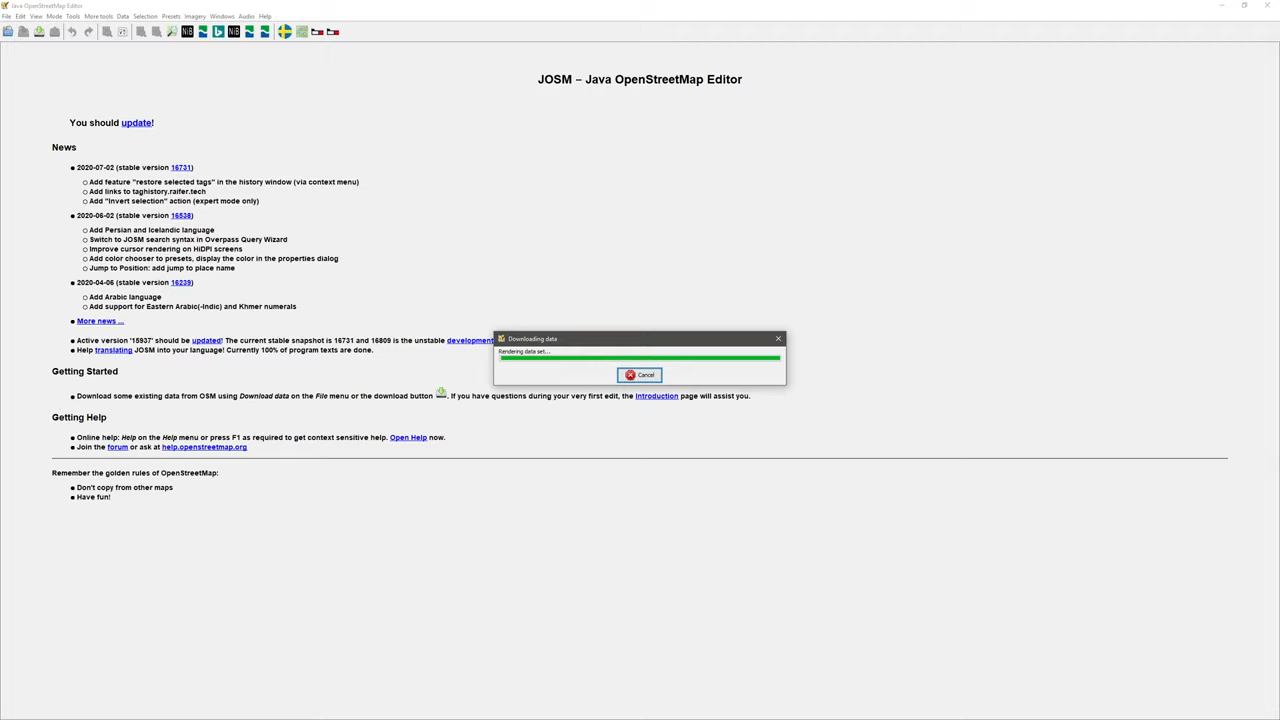 Java OpenStreetMap Editor
File Edit View Mode Tools More tools Data Selection Presets Imagery Windows Audio Help
NiB NiB
JOSM – Java OpenStreetMap Editor
You should update!
News
2020-07-02 (stable version 16731)
Add feature "restore selected tags" in the history window (via context menu)
Add links to taghistory.raifer.tech
Add "Invert selection" action (expert mode only)
2020-06-02 (stable version 16538)
Add Persian and Icelandic language
Switch to JOSM search syntax in Overpass Query Wizard
Improve cursor rendering on HiDPI screens
Add color chooser to presets, display the color in the properties dialog
Jump to Position: add jump to place name
2020-04-06 (stable version 16239)
Add Arabic language
Add support for Eastern Arabic(-Indic) and Khmer numerals
More news ...
Active version '15937' should be updated! The current stable snapshot is 16731 and 16809 is the unstable development
Help translating JOSM into your language! Currently 100% of program texts are done.
Downloading data
Rendering data set...
Cancel
Getting Started
Download some existing data from OSM using Download data on the File menu or the download button . If you have questions during your very first edit, the Introduction page will assist you.
Getting Help
Online help: Help on the Help menu or press F1 as required to get context sensitive help. Open Help now.
Join the forum or ask at help.openstreetmap.org
Remember the golden rules of OpenStreetMap:
Don't copy from other maps
Have fun!